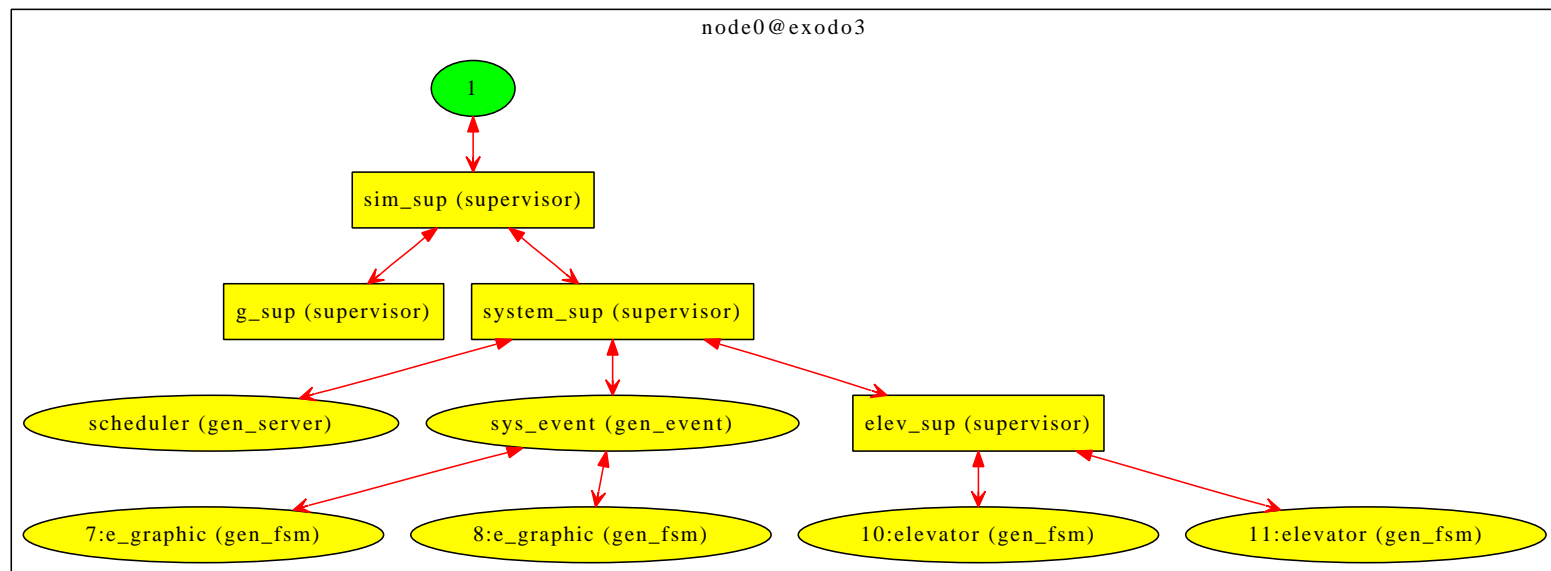 node0@exodo3
1
sim_sup (supervisor)
g_sup (supervisor)
system_sup (supervisor)
scheduler (gen_server)
sys_event (gen_event)
elev_sup (supervisor)
7:e_graphic (gen_fsm)
8:e_graphic (gen_fsm)
10:elevator (gen_fsm)
11:elevator (gen_fsm)